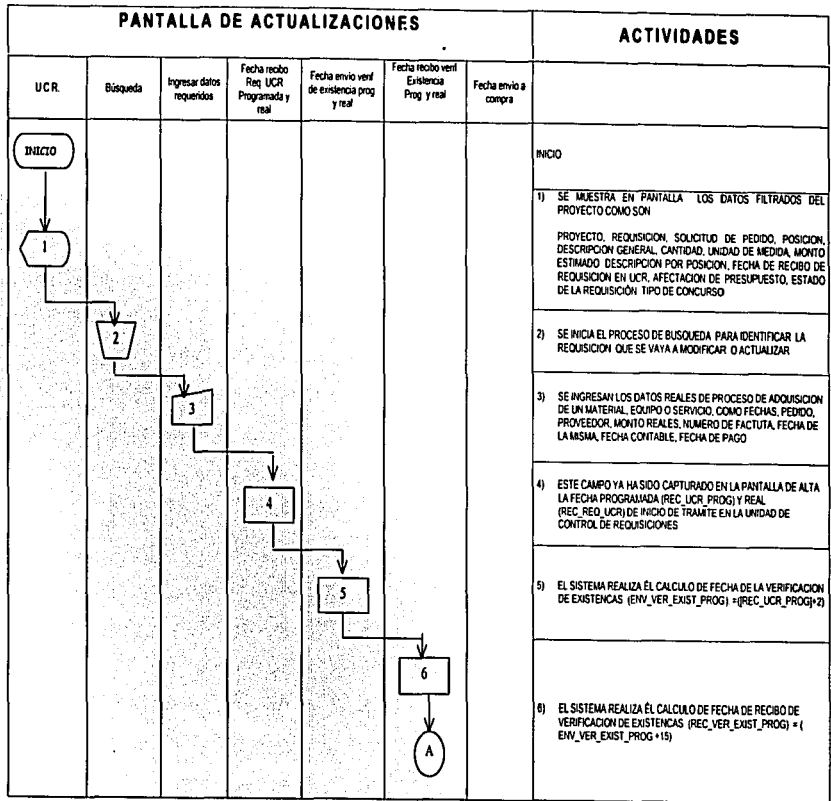 PANTALLA DE ACTUALIZACIONES
ACTIVIDADES
UCR.
Búsqueda
Ingresar datos
requeridos
Fecha recibo
Req UCR
Programada y
real
Fecha envio verif
de existencia prog
y real
Fecha recibo verif
Existencia
Prog y real
Fecha envio a
compra
INICIO
1
2
3
4
5
6
A
INICIO
1) SE MUESTRA EN PANTALLA LOS DATOS FILTRADOS DEL
PROYECTO COMO SON
PROYECTO, REQUISICION, SOLICITUD DE PEDIDO, POSICION,
DESCRIPCION GENERAL, CANTIDAD, UNIDAD DE MEDIDA, MONTO
ESTIMADO DESCRIPCION POR POSICION, FECHA DE RECIBO DE
REQUISICION EN UCR, AFECTACION DE PRESUPUESTO, ESTADO
DE LA REQUISICIÓN TIPO DE CONCURSO
2) SE INICIA EL PROCESO DE BUSQUEDA PARA IDENTIFICAR LA
REQUISICION QUE SE VAYA A MODIFICAR O ACTUALIZAR
3) SE INGRESAN LOS DATOS REALES DE PROCESO DE ADQUISICION
DE UN MATERIAL, EQUIPO O SERVICIO, COMO FECHAS, PEDIDO,
PROVEEDOR, MONTO REALES, NUMERO DE FACTUTA, FECHA DE
LA MISMA, FECHA CONTABLE, FECHA DE PAGO
4) ESTE CAMPO YA HA SIDO CAPTURADO EN LA PANTALLA DE ALTA
LA FECHA PROGRAMADA (REC_UCR_PROG) Y REAL
(REC_REQ_UCR) DE INICIO DE TRAMITE EN LA UNIDAD DE
CONTROL DE REQUISICIONES
5) EL SISTEMA REALIZA ÉL CALCULO DE FECHA DE LA VERIFICACION
DE EXISTENCAS (ENV_VER_EXIST_PROG) =([REC_UCR_PROG]+2)
6) EL SISTEMA REALIZA ÉL CALCULO DE FECHA DE RECIBO DE
VERIFICACION DE EXISTENCAS (REC_VER_EXIST_PROG) = (
ENV_VER_EXIST_PROG +15)